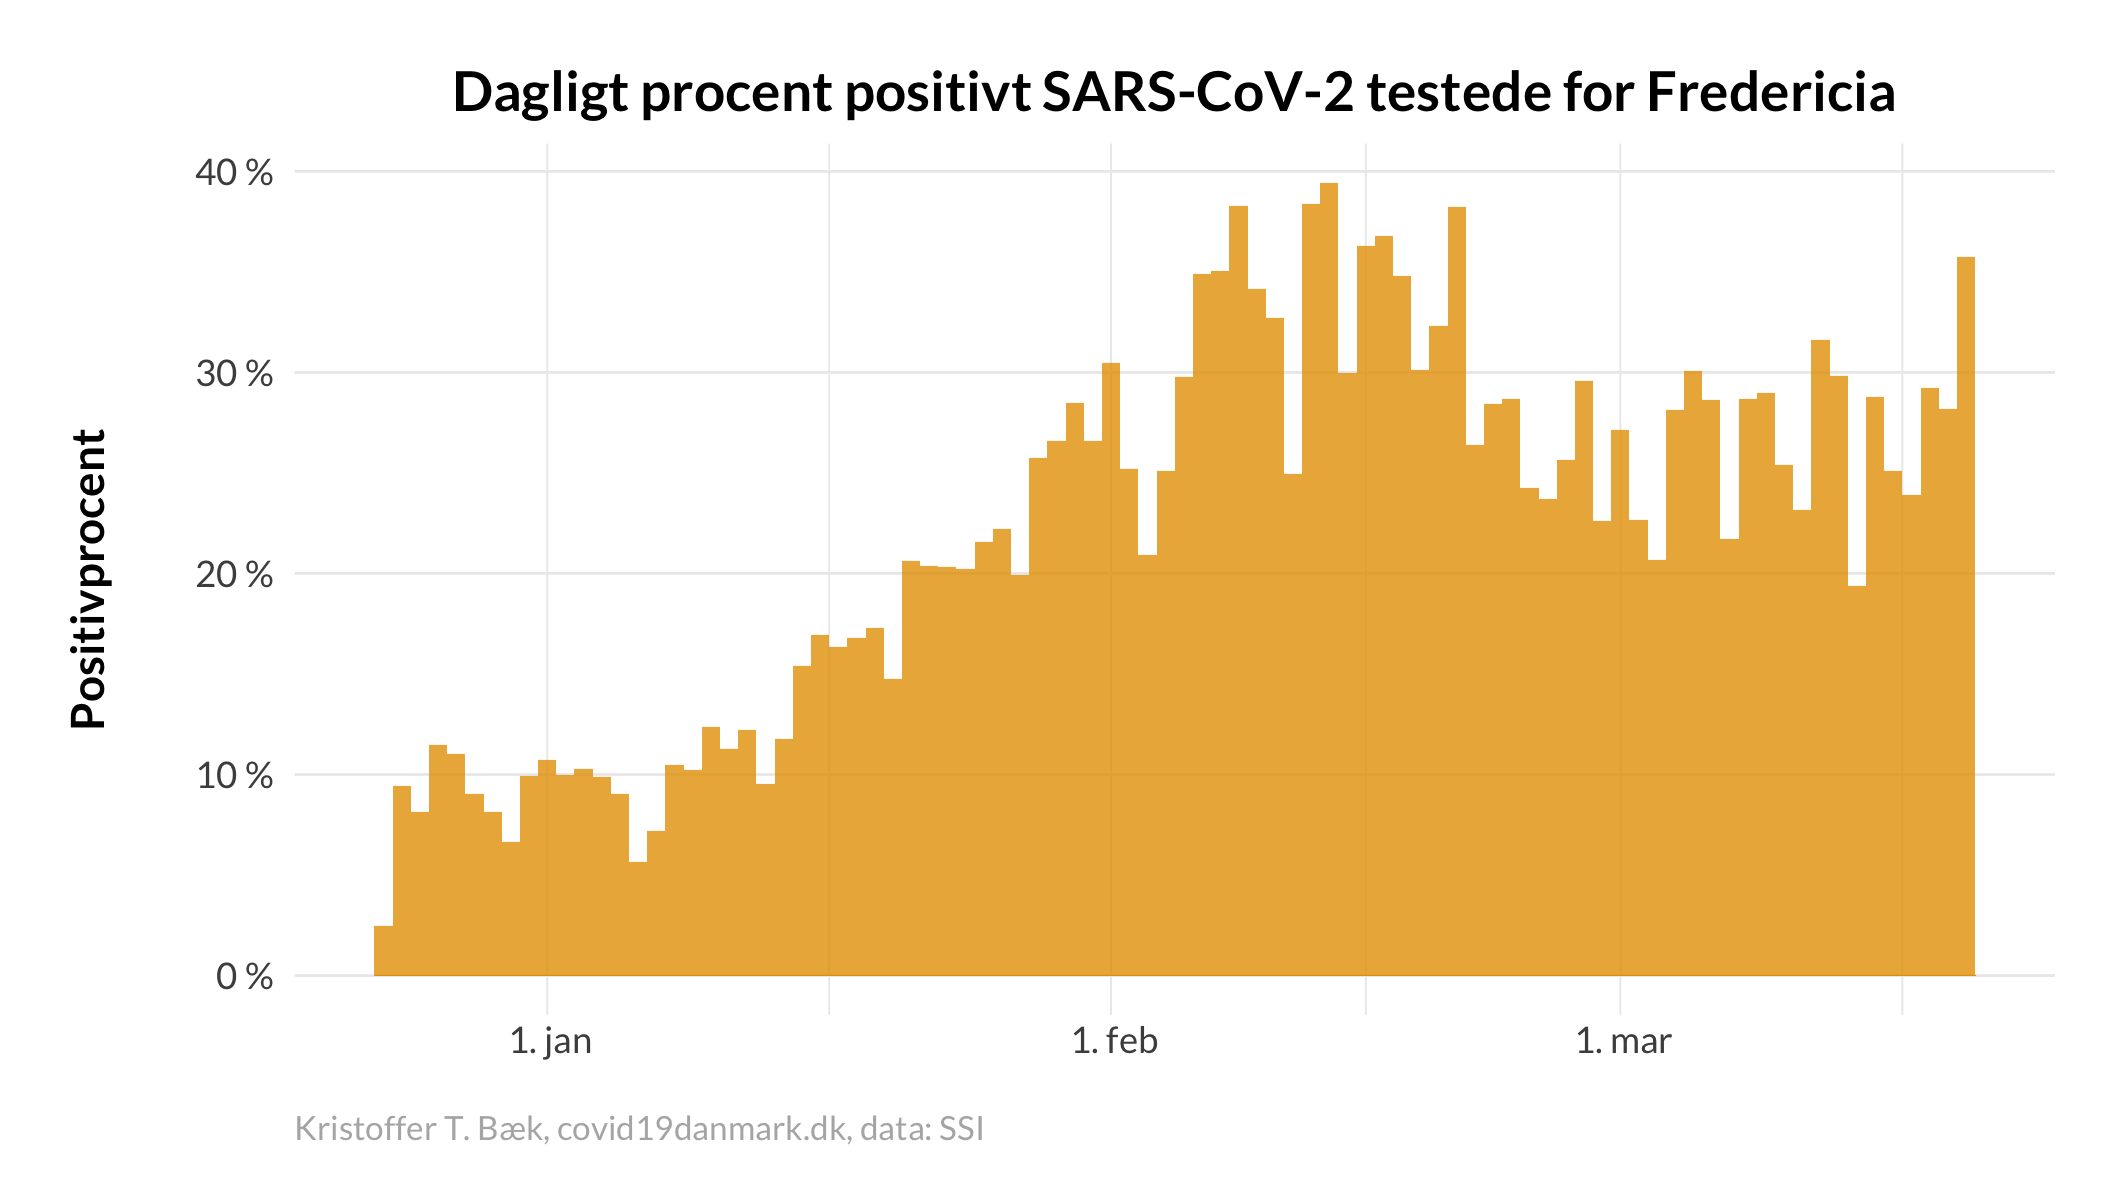 Dagligt procent positivt SARS-CoV-2 testede for Fredericia
Positivprocent
40 %
30 %
20 %
10 %
0 %
1. jan
1. feb
1. mar
Kristoffer T. Bæk, covid19danmark.dk, data: SSI